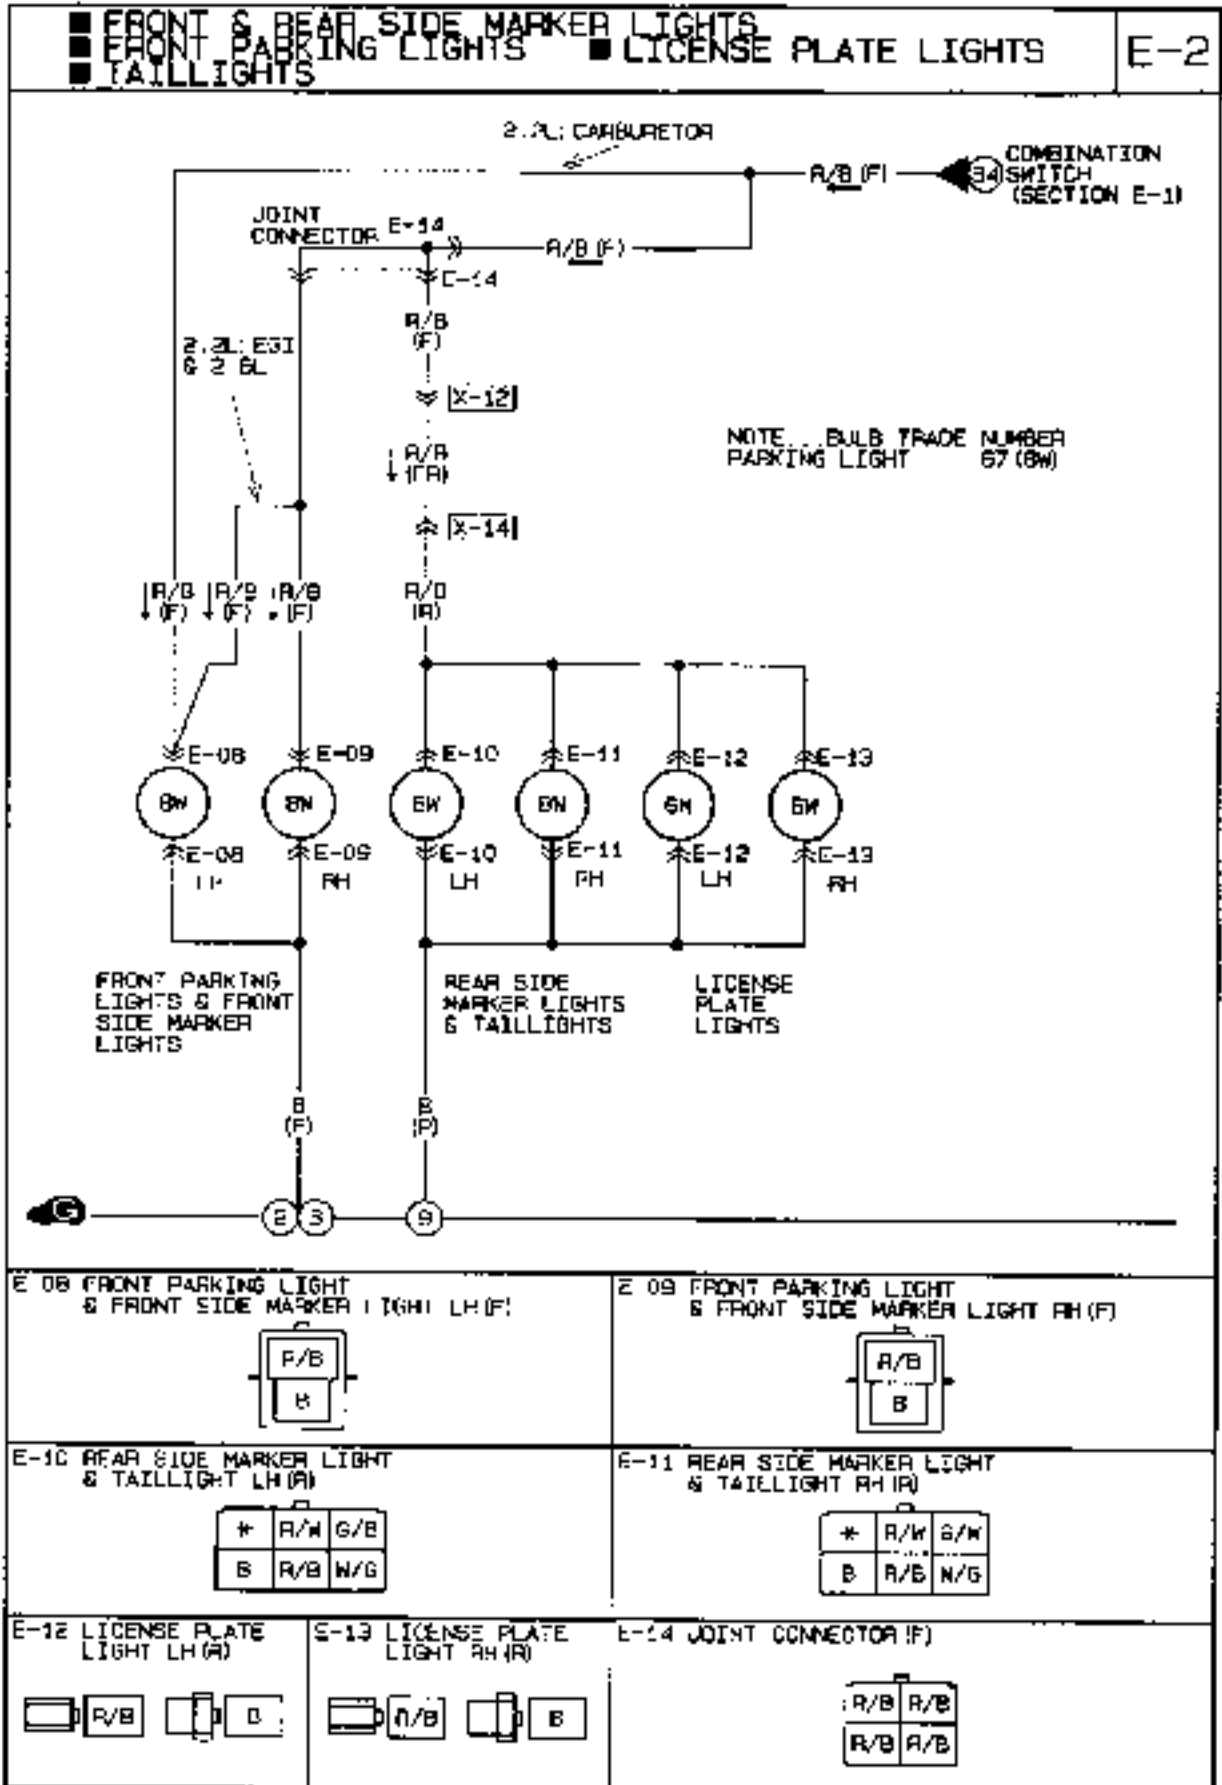 ■ FRONT & REAR SIDE MARKER LIGHTS
■ FRONT PARKING LIGHTS ■ LICENSE PLATE LIGHTS
■ TAILLIGHTS
E-2
2.2L: CARBURETOR
R/B (F)
34
COMBINATION
SWITCH
(SECTION E-1)
JOINT
CONNECTOR
E-14
R/B (F)
E-14
R/B
(F)
2.2L: EGI
& 2.6L
X-12
NOTE...BULB TRADE NUMBER
PARKING LIGHT 67 (8W)
R/B
(FR)
X-14
R/B R/B R/B R/B
(F) (F) (F) (R)
E-08 E-09 E-10 E-11 E-12 E-13
8W 8W 8W 8W 6W 6W
E-08 E-09 E-10 E-11 E-12 E-13
LH RH LH RH LH RH
FRONT PARKING
LIGHTS & FRONT
SIDE MARKER
LIGHTS
REAR SIDE
MARKER LIGHTS
& TAILLIGHTS
LICENSE
PLATE
LIGHTS
B B
(F) (R)
G 2 3 9
E-08 FRONT PARKING LIGHT
& FRONT SIDE MARKER LIGHT LH (F)
R/B
B
E-09 FRONT PARKING LIGHT
& FRONT SIDE MARKER LIGHT RH (F)
R/B
B
E-10 REAR SIDE MARKER LIGHT
& TAILLIGHT LH (R)
* R/W G/B
B R/B W/G
E-11 REAR SIDE MARKER LIGHT
& TAILLIGHT RH (R)
* R/W G/W
B R/B W/G
E-12 LICENSE PLATE
LIGHT LH (R)
R/B B
E-13 LICENSE PLATE
LIGHT RH (R)
R/B B
E-14 JOINT CONNECTOR (F)
R/B R/B
R/B R/B